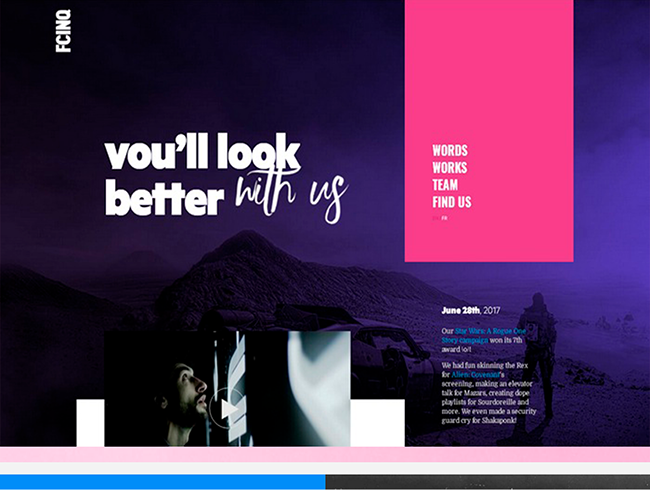 FCINQ
you'll look
better with us
WORDS
WORKS
TEAM
FIND US
FR
June 28th, 2017
Our Star Wars: A Rogue One
Story campaign won its 7th
award \o/!
We had fun skinning the Rex
for Alien: Covenant's
screening, making an elevator
talk for Mazars, creating dope
playlists for Sourdoreille and
more. We even made a security
guard cry for Shakaponk!